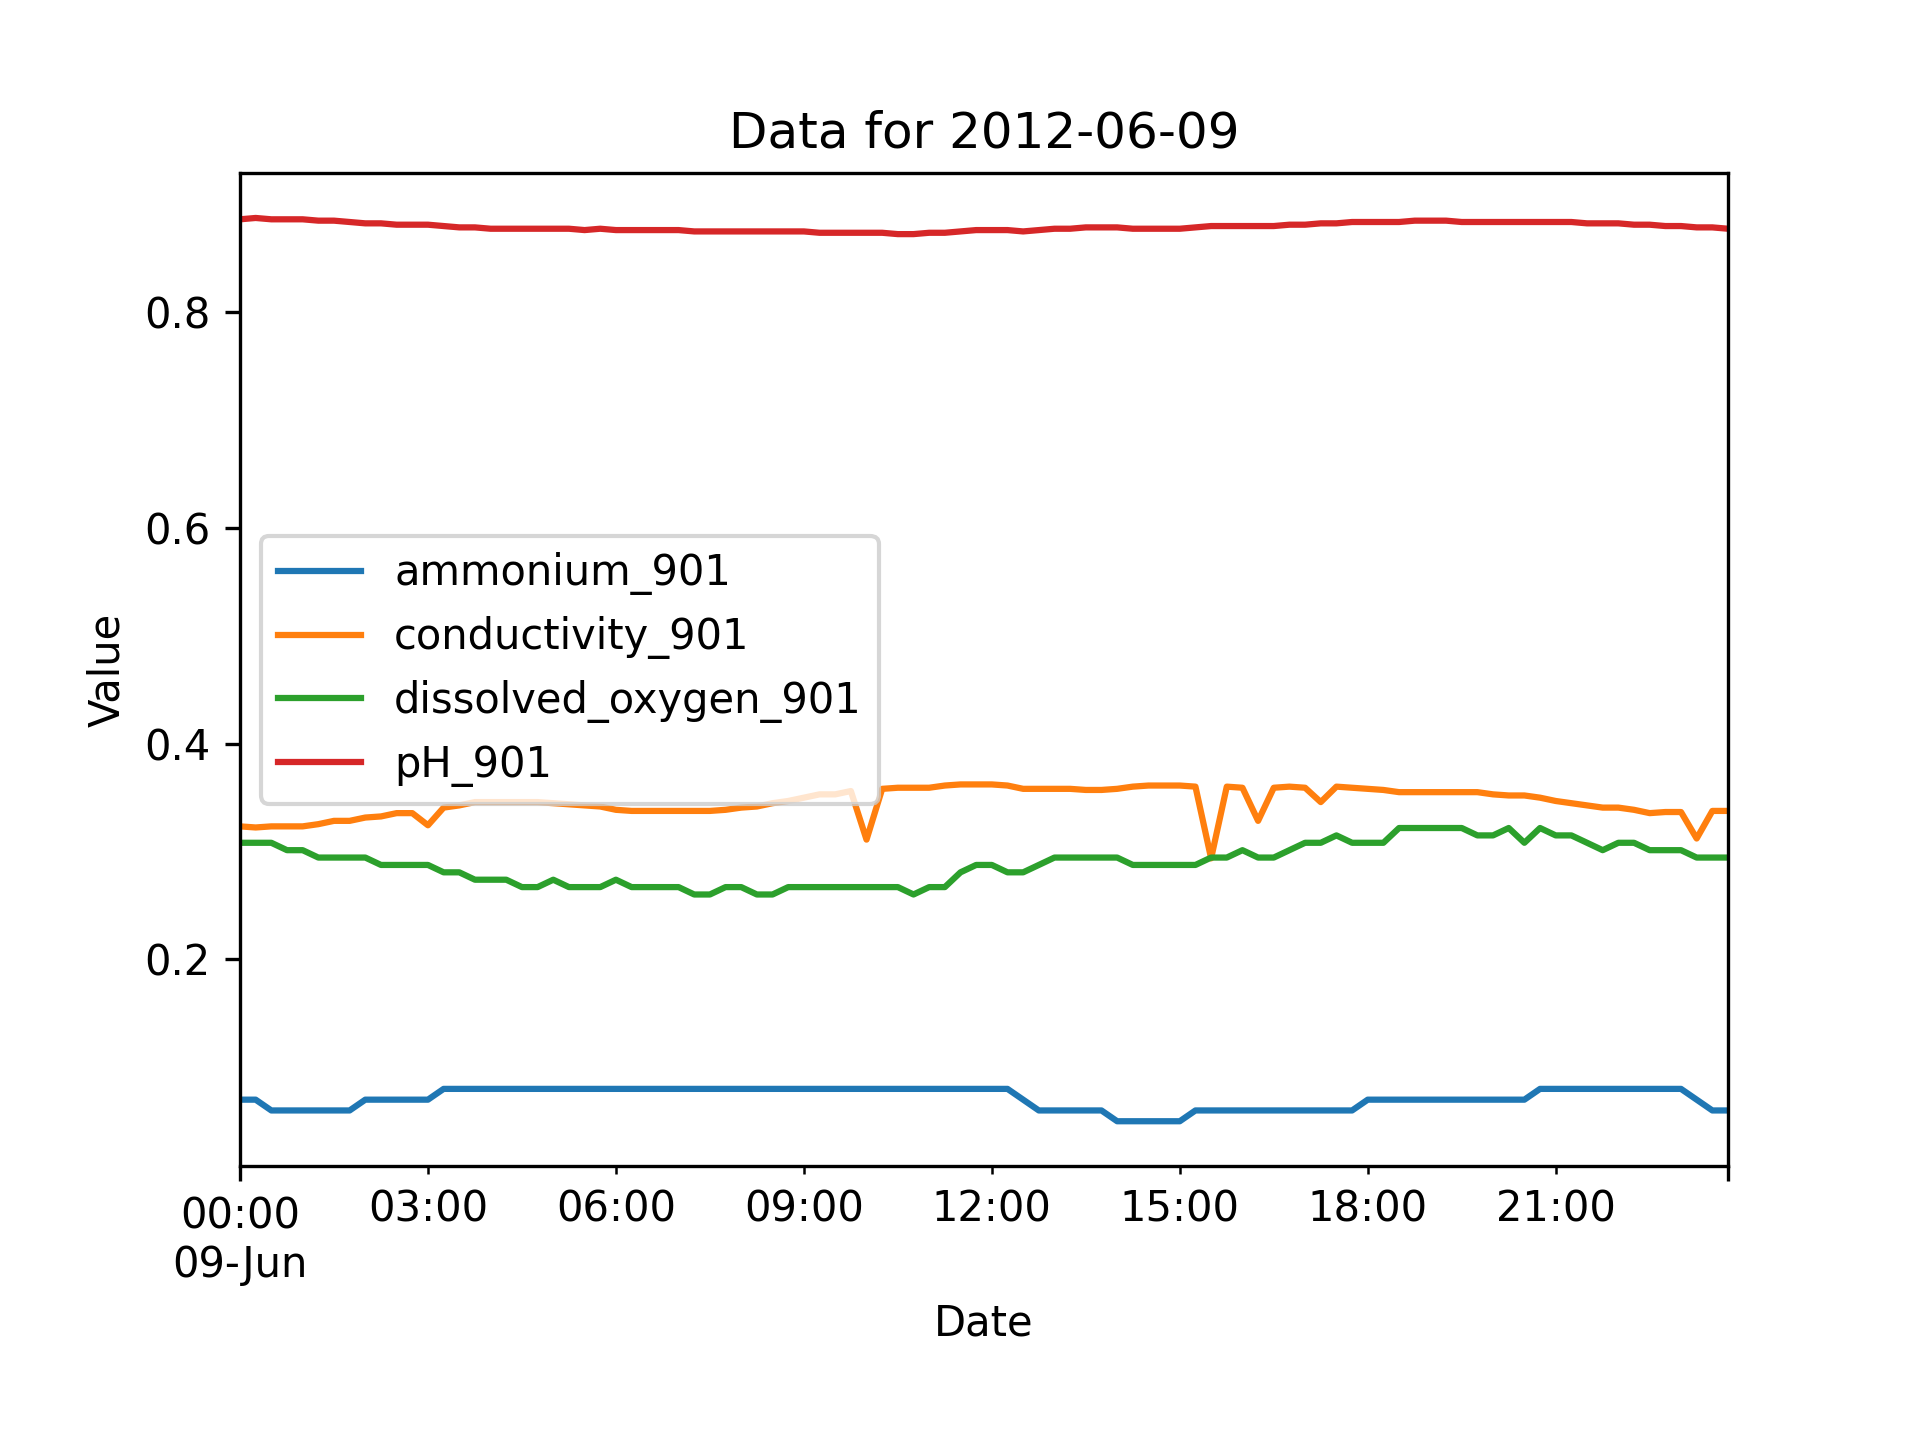 Data for 2012-06-09
Value
0.8
0.6
0.4
0.2
ammonium_901
conductivity_901
dissolved_oxygen_901
pH_901
00:00 03:00 06:00 09:00 12:00 15:00 18:00 21:00
09-Jun
Date